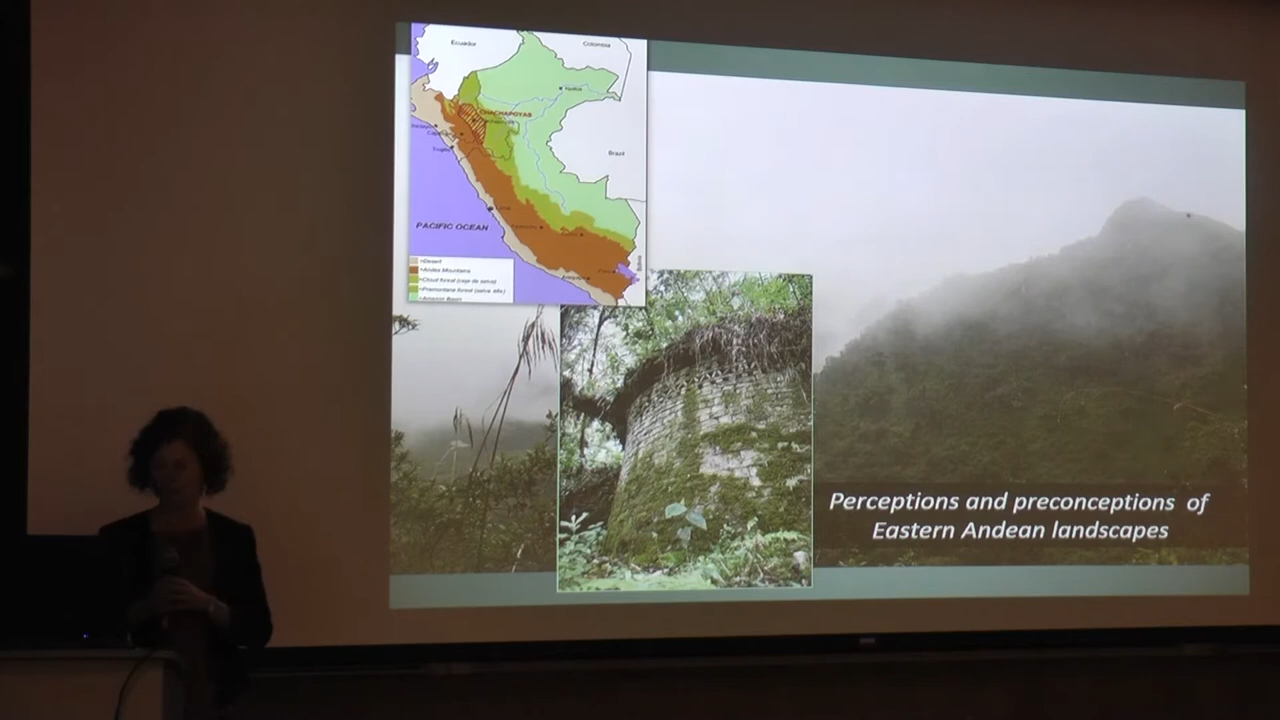 Ecuador
Colombia
Iquitos
CHACHAPOYAS
Trujillo
Brazil
Lima
PACIFIC OCEAN
=Desert
=Andes Mountains
=Cloud forest (ceja de selva)
=Premontane forest (selva alta)
=Amazon Basin
Perceptions and preconceptions of
Eastern Andean landscapes